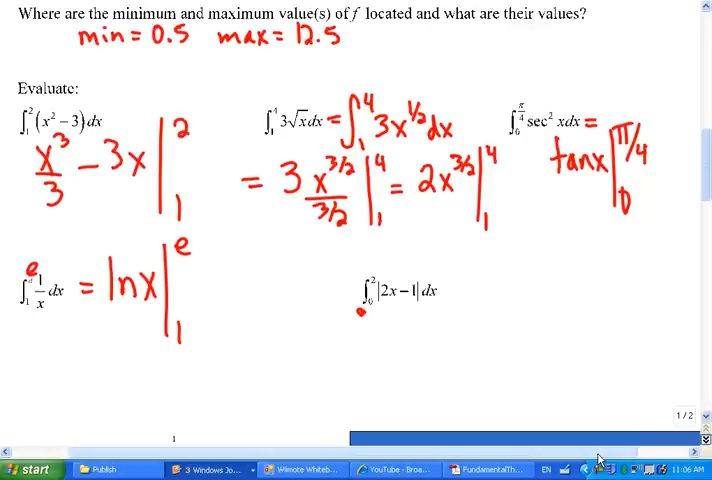 Where are the minimum and maximum value(s) of f located and what are their values?
min = 0.5 max = 12.5
Evaluate:
∫₁² (x² − 3) dx
x³/3 − 3x |₁²
∫₁⁴ 3√x dx = ∫₁⁴ 3x^(1/2) dx
= 3 x^(3/2)/(3/2) |₁⁴ = 2x^(3/2) |₁⁴
∫₀^(π/4) sec² x dx =
tan x |₀^(π/4)
∫₁^e 1/x dx = ln x |₁^e
∫₀² |2x − 1| dx
1 / 2
1
start Publish 3 Windows Jo... Wilmote Whiteb... YouTube - Broa... FundamentalTh... EN 11:06 AM